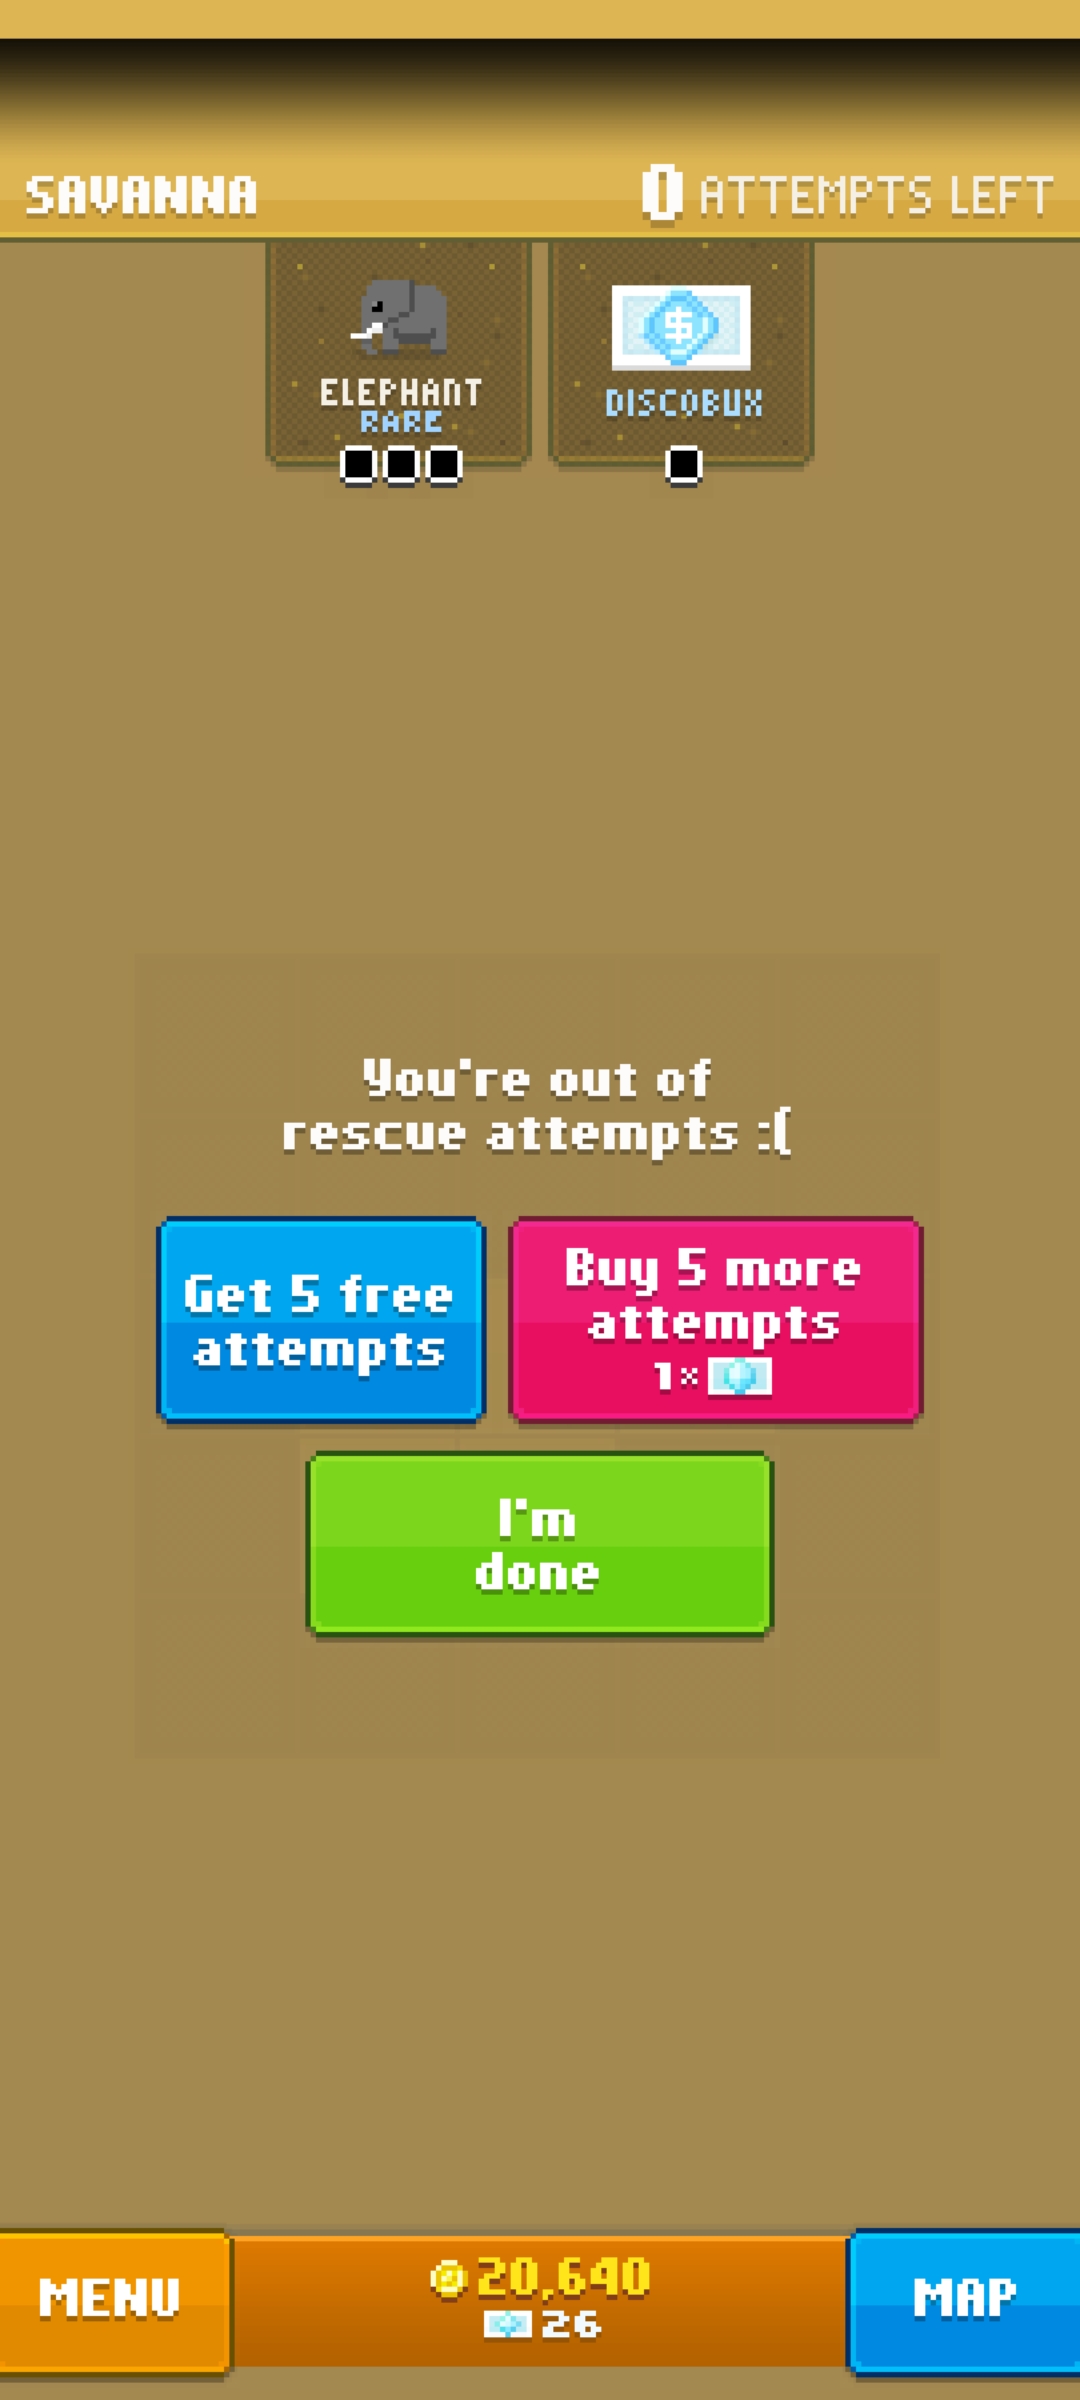 SAVANNA
0 ATTEMPTS LEFT
ELEPHANT
RARE
$
DISCOBUX
You're out of
rescue attempts :(
Get 5 free
attempts
Buy 5 more
attempts
1×
I'm
done
MENU
20,640
26
MAP